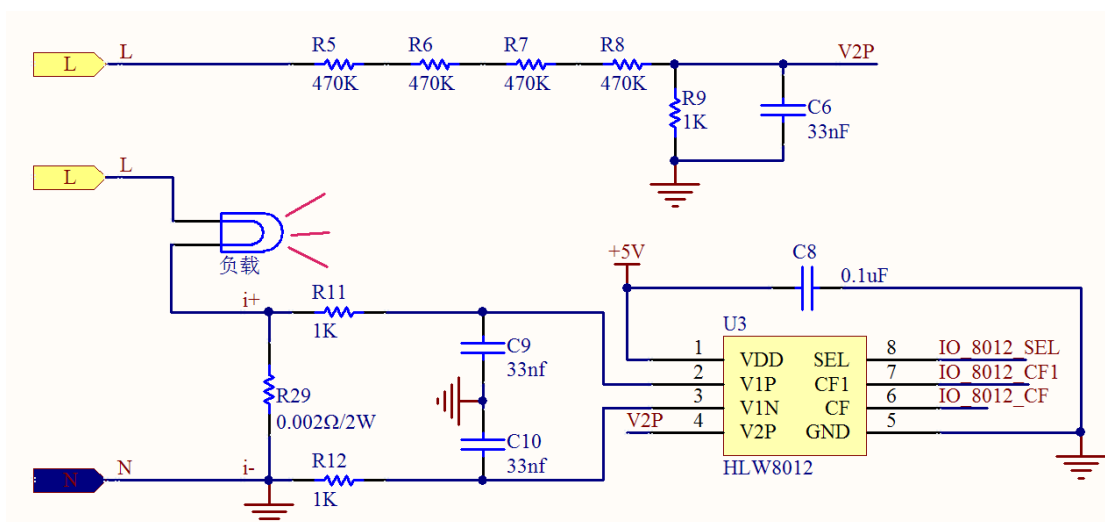 L
L
R5
R6
R7
R8
V2P
470K
470K
470K
470K
R9
1K
C6
33nF
L
L
负载
+5V
C8
0.1uF
i+
R11
1K
U3
C9
33nf
1
VDD
SEL
8
IO_8012_SEL
2
V1P
CF1
7
IO_8012_CF1
R29
0.002Ω/2W
3
V1N
CF
6
IO_8012_CF
V2P
4
V2P
GND
5
C10
33nf
HLW8012
N
N
i-
R12
1K